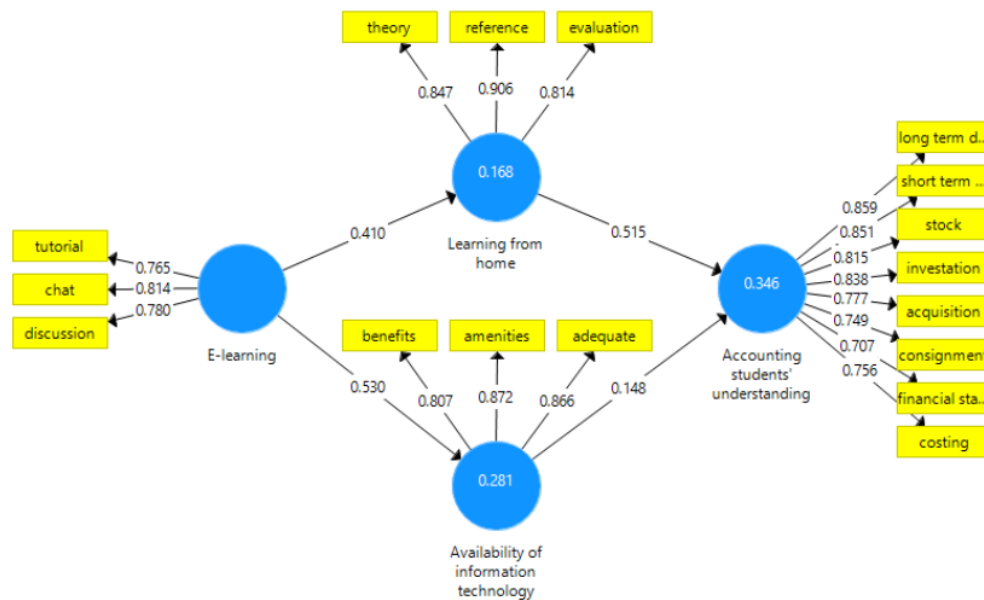 theory
reference
evaluation
0.847
0.906
0.814
0.168
Learning from
home
long term d...
short term ...
stock
investation
acquisition
consignment
financial sta...
costing
0.859
0.851
0.815
0.838
0.777
0.749
0.707
0.756
0.410
0.515
tutorial
chat
discussion
0.765
0.814
0.780
E-learning
0.346
Accounting
students'
understanding
benefits
amenities
adequate
0.807
0.872
0.866
0.530
0.148
0.281
Availability of
information
technology